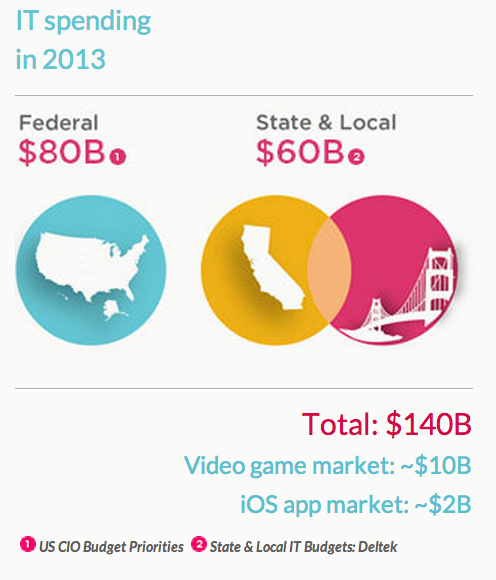 IT spending
in 2013
Federal
$80B 1
State & Local
$60B 2
Total: $140B
Video game market: ~$10B
iOS app market: ~$2B
1 US CIO Budget Priorities 2 State & Local IT Budgets: Deltek